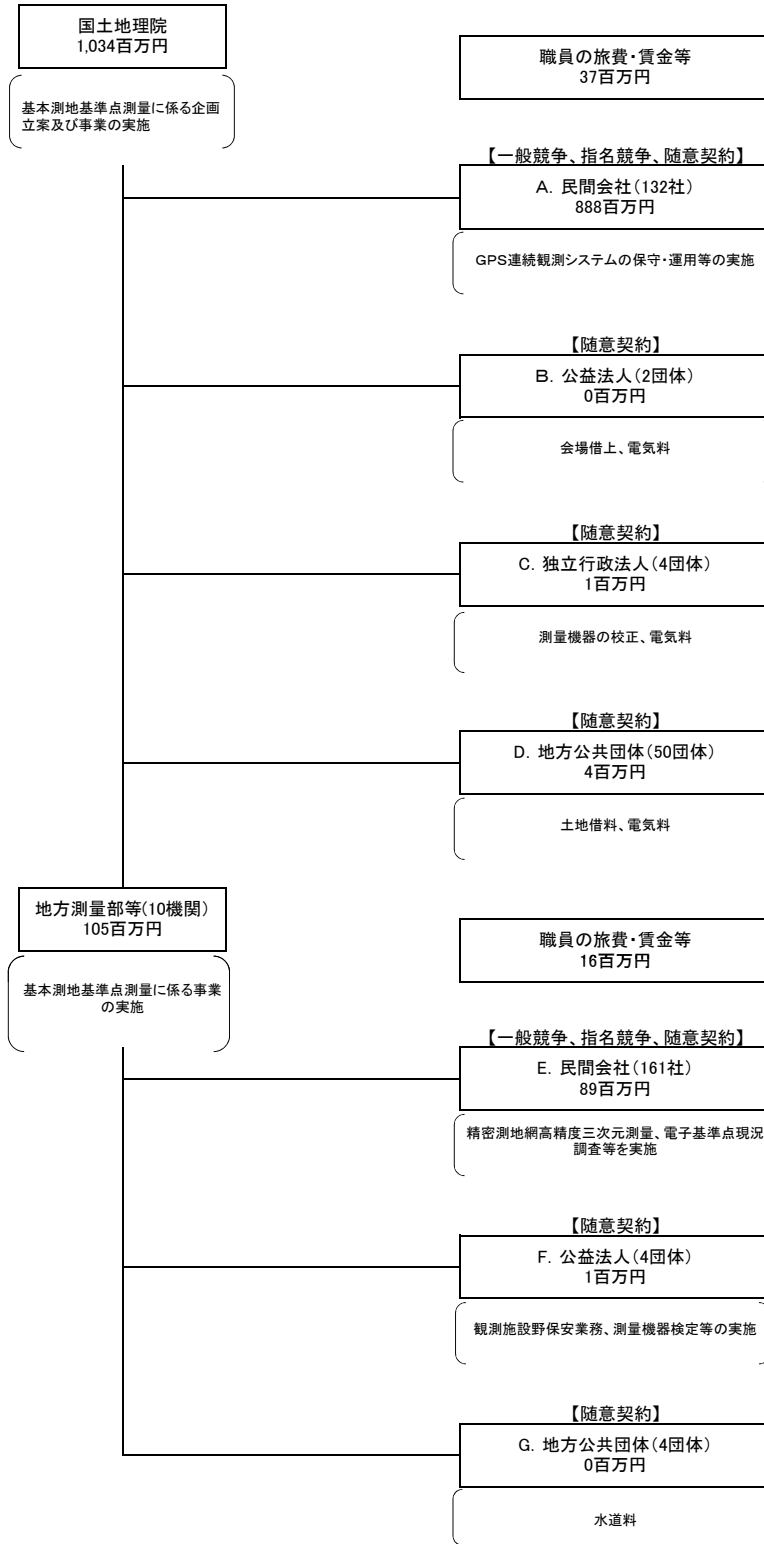 国土地理院
1,034百万円
基本測地基準点測量に係る企画
立案及び事業の実施
職員の旅費・賃金等
37百万円
【一般競争、指名競争、随意契約】
A. 民間会社(132社)
888百万円
GPS連続観測システムの保守・運用等の実施
【随意契約】
B. 公益法人(2団体)
0百万円
会場借上、電気料
【随意契約】
C. 独立行政法人(4団体)
1百万円
測量機器の校正、電気料
【随意契約】
D. 地方公共団体(50団体)
4百万円
土地借料、電気料
地方測量部等(10機関)
105百万円
基本測地基準点測量に係る事業
の実施
職員の旅費・賃金等
16百万円
【一般競争、指名競争、随意契約】
E. 民間会社(161社)
89百万円
精密測地網高精度三次元測量、電子基準点現況
調査等を実施
【随意契約】
F. 公益法人(4団体)
1百万円
観測施設野保安業務、測量機器検定等の実施
【随意契約】
G. 地方公共団体(4団体)
0百万円
水道料